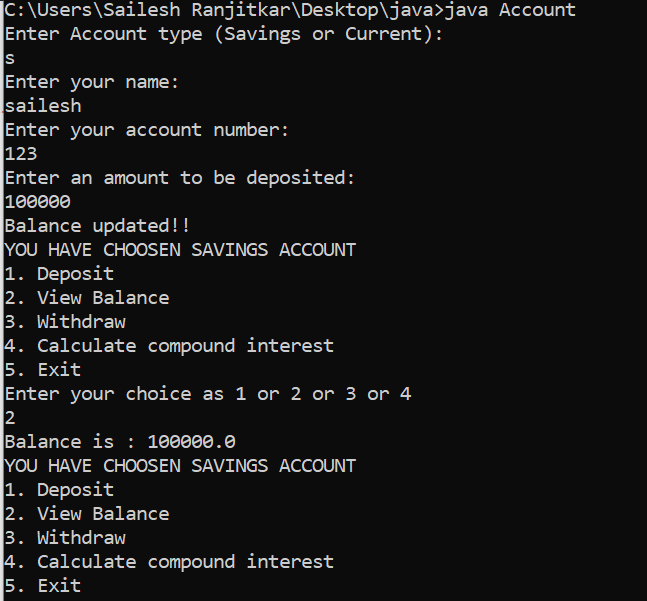 C:\Users\Sailesh Ranjitkar\Desktop\java>java Account
Enter Account type (Savings or Current):
s
Enter your name:
sailesh
Enter your account number:
123
Enter an amount to be deposited:
100000
Balance updated!!
YOU HAVE CHOOSEN SAVINGS ACCOUNT
1. Deposit
2. View Balance
3. Withdraw
4. Calculate compound interest
5. Exit
Enter your choice as 1 or 2 or 3 or 4
2
Balance is : 100000.0
YOU HAVE CHOOSEN SAVINGS ACCOUNT
1. Deposit
2. View Balance
3. Withdraw
4. Calculate compound interest
5. Exit